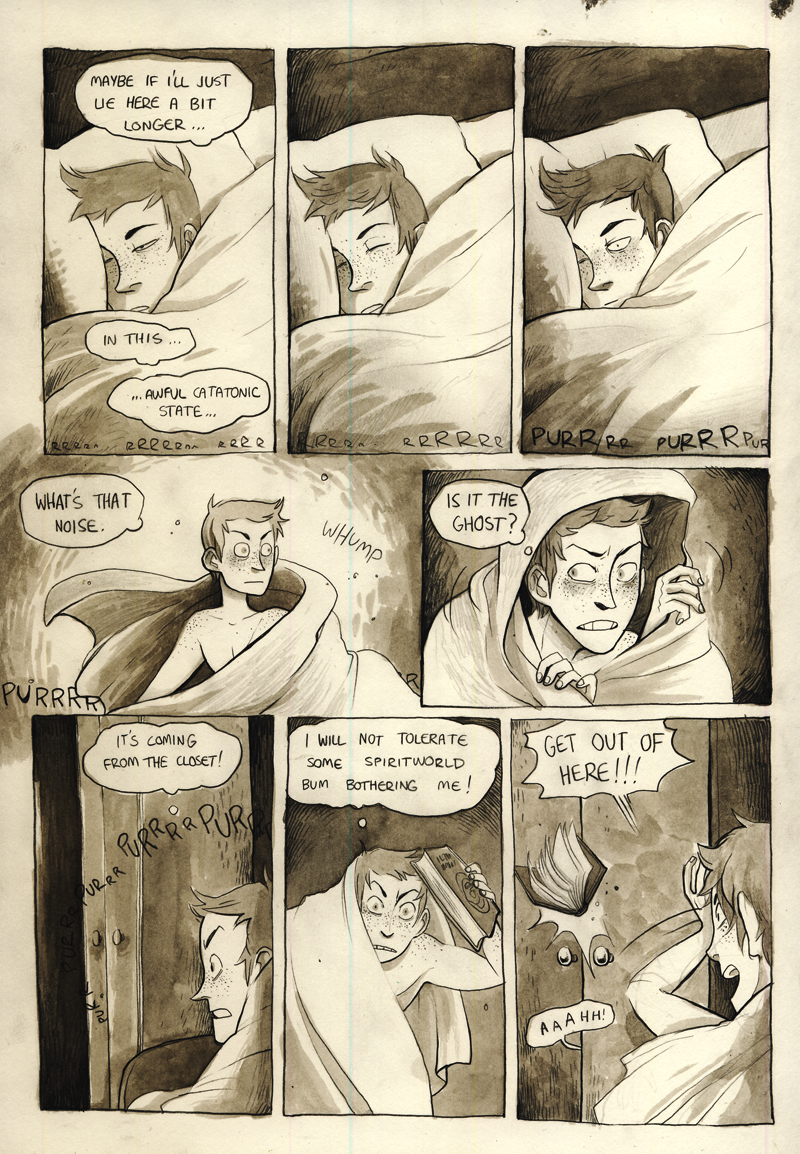 MAYBE IF I'LL JUST
LIE HERE A BIT
LONGER...
IN THIS...
...AWFUL CATATONIC
STATE...
RRRRR.. RRRRRRR RRRR
RRRRR.. RRRRRR
PURRRRR PURRRRPUR
WHAT'S THAT
NOISE.
WHUMP
PURRRR
R
IS IT THE
GHOST?
IT'S COMING
FROM THE CLOSET!
PURRR PURRRR PURRRRPURR
I WILL NOT TOLERATE
SOME SPIRITWORLD
BUM BOTHERING ME!
GET OUT OF
HERE!!!
AAAHH!